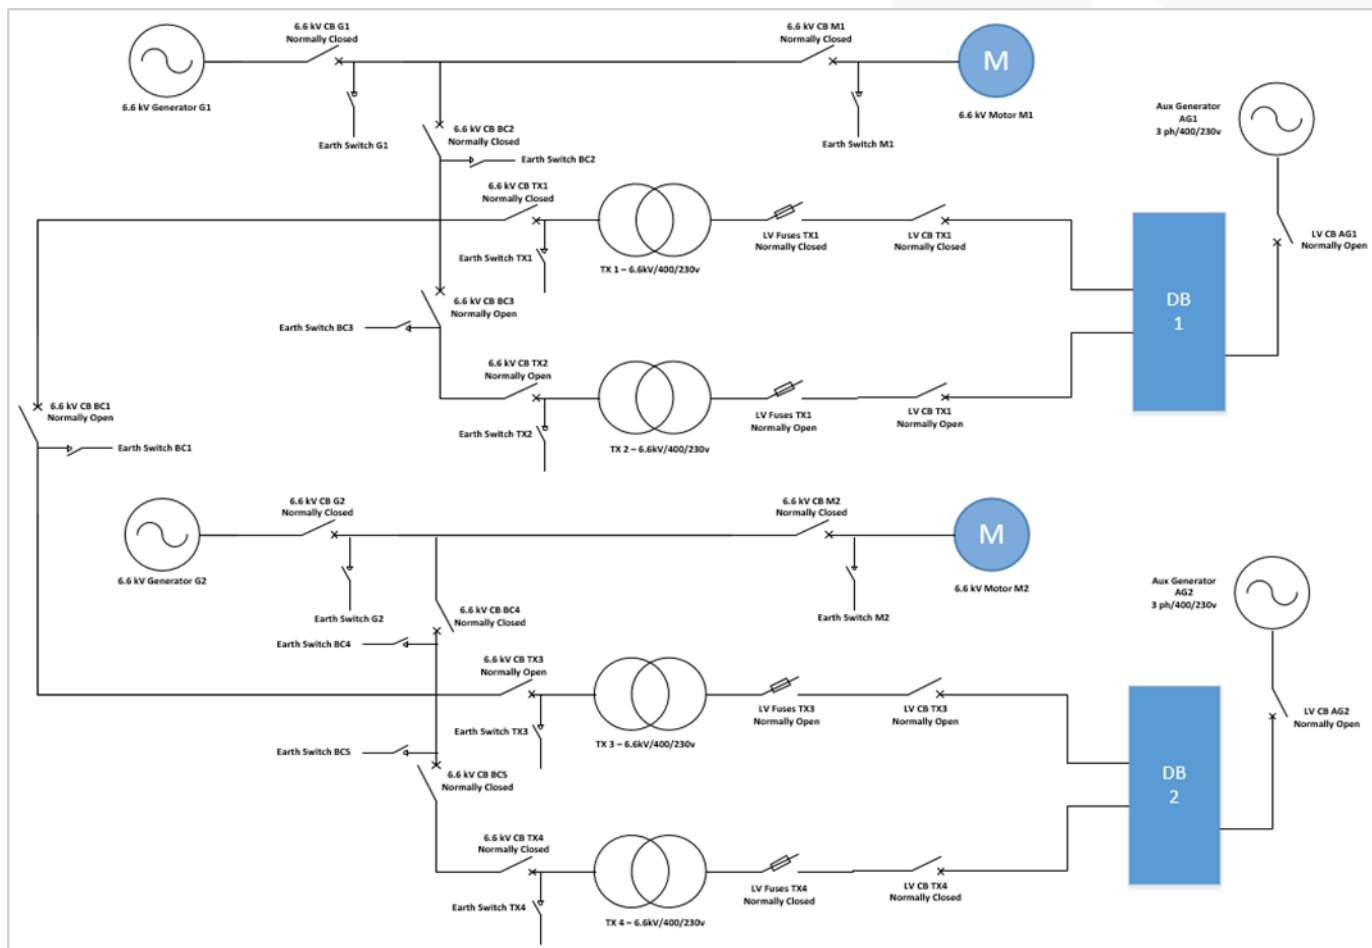 6.6 kV CB G1
Normally Closed
6.6 kV CB M1
Normally Closed
M
6.6 kV Generator G1
6.6 kV Motor M1
Aux Generator
AG1
3 ph/400/230v
6.6 kV CB BC2
Normally Closed
Earth Switch G1
Earth Switch M1
Earth Switch BC2
6.6 kV CB TX1
Normally Closed
LV Fuses TX1
Normally Closed
LV CB TX1
Normally Closed
LV CB AG1
Normally Open
Earth Switch TX1
TX 1 – 6.6kV/400/230v
6.6 kV CB BC3
Normally Open
DB
1
Earth Switch BC3
6.6 kV CB TX2
Normally Open
6.6 kV CB BC1
Normally Open
LV Fuses TX1
Normally Open
LV CB TX1
Normally Open
Earth Switch TX2
TX 2 – 6.6kV/400/230v
Earth Switch BC1
6.6 kV CB G2
Normally Closed
6.6 kV CB M2
Normally Closed
M
6.6 kV Generator G2
6.6 kV Motor M2
Aux Generator
AG2
3 ph/400/230v
6.6 kV CB BC4
Normally Closed
Earth Switch G2
Earth Switch M2
Earth Switch BC4
6.6 kV CB TX3
Normally Open
LV Fuses TX3
Normally Open
LV CB TX3
Normally Open
LV CB AG2
Normally Open
Earth Switch TX3
TX 3 – 6.6kV/400/230v
Earth Switch BC5
6.6 kV CB BC5
Normally Closed
DB
2
6.6 kV CB TX4
Normally Closed
LV Fuses TX4
Normally Closed
LV CB TX4
Normally Closed
Earth Switch TX4
TX 4 – 6.6kV/400/230v